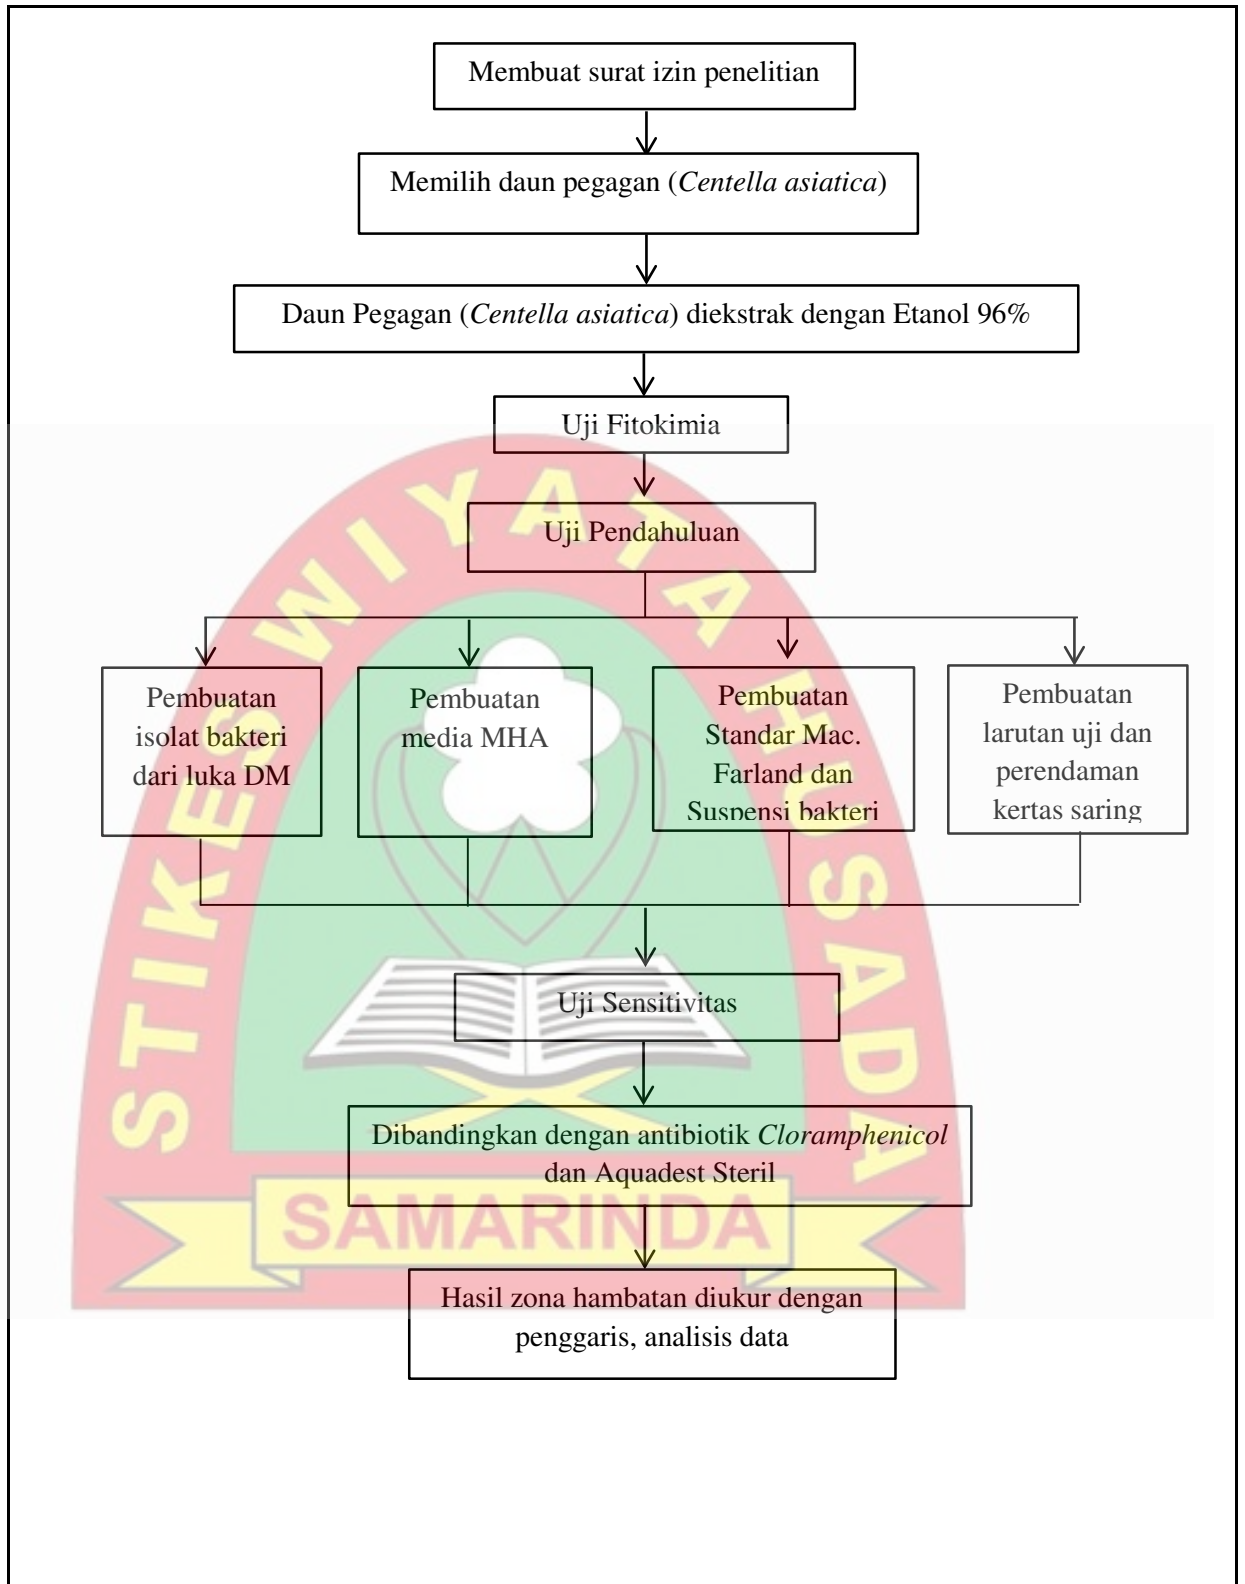 Membuat surat izin penelitian
Memilih daun pegagan (Centella asiatica)
Daun Pegagan (Centella asiatica) diekstrak dengan Etanol 96%
Uji Fitokimia
Uji Pendahuluan
Pembuatan
isolat bakteri
dari luka DM
Pembuatan
media MHA
Pembuatan
Standar Mac.
Farland dan
Suspensi bakteri
Pembuatan
larutan uji dan
perendaman
kertas saring
Uji Sensitivitas
Dibandingkan dengan antibiotik Cloramphenicol
dan Aquadest Steril
Hasil zona hambatan diukur dengan
penggaris, analisis data
STIKES WIYATA HUSADA
SAMARINDA